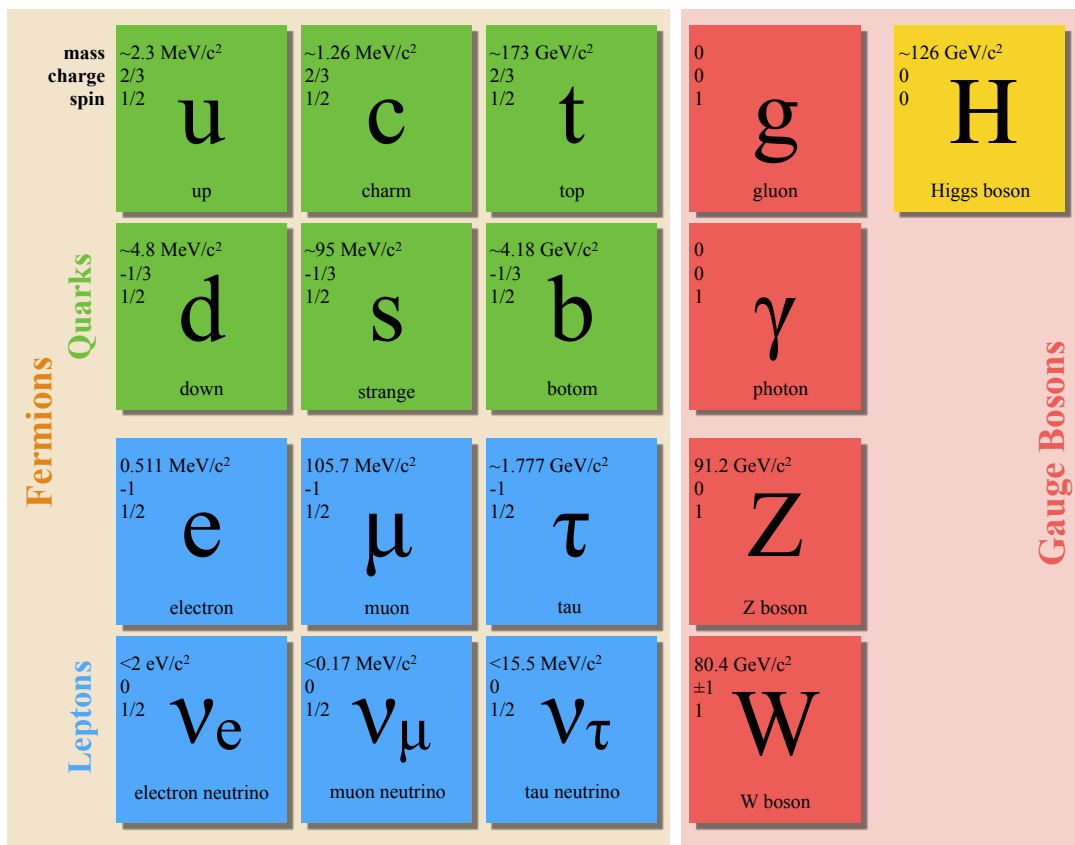 mass
charge
spin
~2.3 MeV/c²
2/3
1/2
u
up
~1.26 MeV/c²
2/3
1/2
c
charm
~173 GeV/c²
2/3
1/2
t
top
0
0
1
g
gluon
~126 GeV/c²
0
0
H
Higgs boson
Quarks
~4.8 MeV/c²
-1/3
1/2
d
down
~95 MeV/c²
-1/3
1/2
s
strange
~4.18 GeV/c²
-1/3
1/2
b
botom
0
0
1
γ
photon
Fermions
Gauge Bosons
0.511 MeV/c²
-1
1/2
e
electron
105.7 MeV/c²
-1
1/2
μ
muon
~1.777 GeV/c²
-1
1/2
τ
tau
91.2 GeV/c²
0
1
Z
Z boson
Leptons
<2 eV/c²
0
1/2
νe
electron neutrino
<0.17 MeV/c²
0
1/2
νμ
muon neutrino
<15.5 MeV/c²
0
1/2
ντ
tau neutrino
80.4 GeV/c²
±1
1
W
W boson